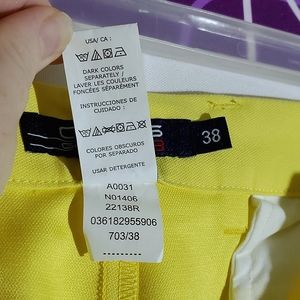 USA/ CA :
DARK COLORS
SEPARATELY /
LAVER LES COULEURS
FONCÉES SÉPARÉMENT
INSTRUCCIONES DE
CUIDADO :
COLORES OBSCUROS
POR SEPARADO
USAR DETERGENTE
38
A0031
N01406
22138R
036182955906
703/38